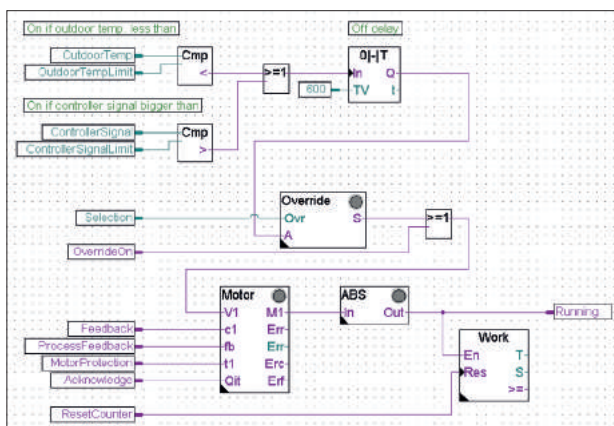 On if outdoor temp. less than
Off delay
OutdoorTemp
OutdoorTempLimit
Cmp
<
>=1
0|-|T
In Q
600
TV t
On if controller signal bigger than
ControllerSignal
ControllerSignalLimit
Cmp
>
Override
Selection
Ovr S
A
>=1
OverrideOn
Motor
ABS
V1 M1
In Out
Running
Feedback
c1 Err
ProcessFeedback
fb Err
MotorProtection
t1 Erc
Acknowledge
Qit Erf
Work
En T
Res S
>=
ResetCounter